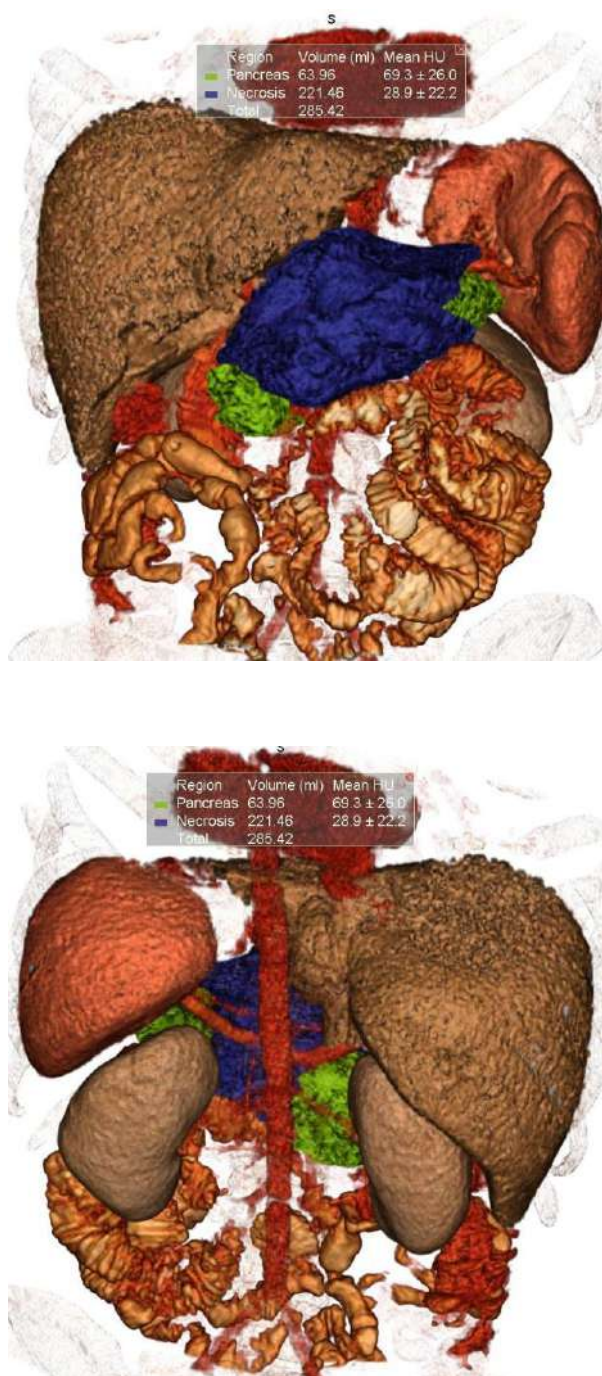 S
Region Volume (ml) Mean HU
Pancreas 63.96 69.3 ± 26.0
Necrosis 221.46 28.9 ± 22.2
Total 285.42
S
Region Volume (ml) Mean HU
Pancreas 63.96 69.3 ± 26.0
Necrosis 221.46 28.9 ± 22.2
Total 285.42